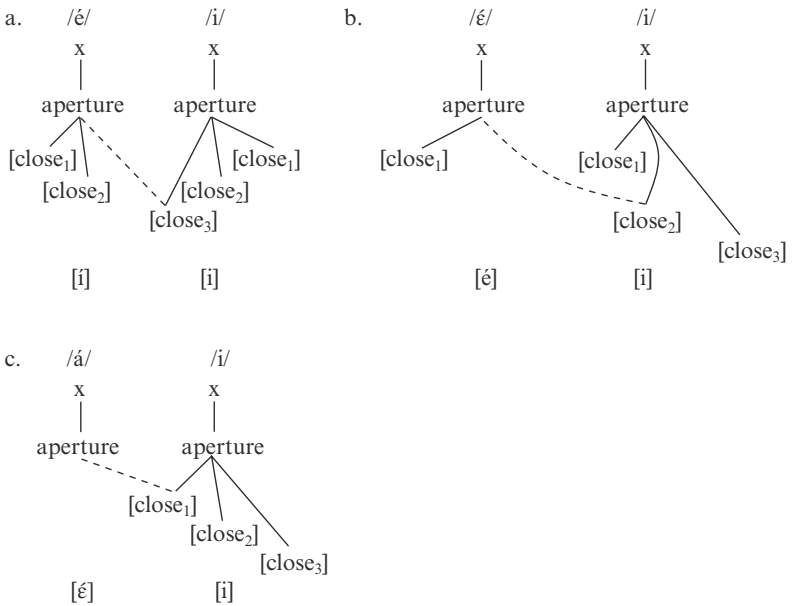 a. /é/ /i/ b. /ɛ́/ /i/
x x x x
aperture aperture aperture aperture
[close₁] [close₁] [close₁] [close₁]
[close₂] [close₂]
[close₃] [close₂]
[close₃]
[í] [i] [é] [i]
c. /á/ /i/
x x
aperture aperture
[close₁]
[close₂]
[close₃]
[ɛ́] [i]